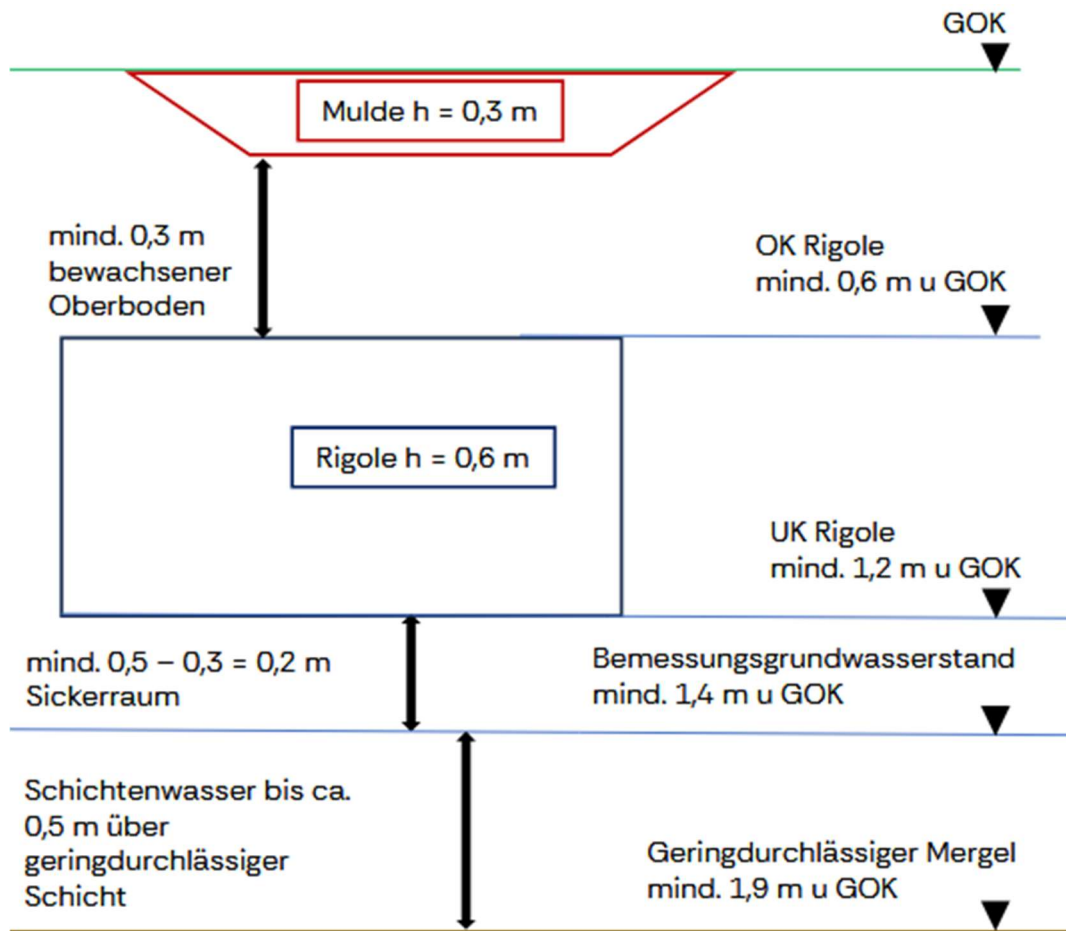 GOK
Mulde h = 0,3 m
mind. 0,3 m
bewachsener
Oberboden
OK Rigole
mind. 0,6 m u GOK
Rigole h = 0,6 m
UK Rigole
mind. 1,2 m u GOK
mind. 0,5 – 0,3 = 0,2 m
Sickerraum
Bemessungsgrundwasserstand
mind. 1,4 m u GOK
Schichtenwasser bis ca.
0,5 m über
geringdurchlässiger
Schicht
Geringdurchlässiger Mergel
mind. 1,9 m u GOK